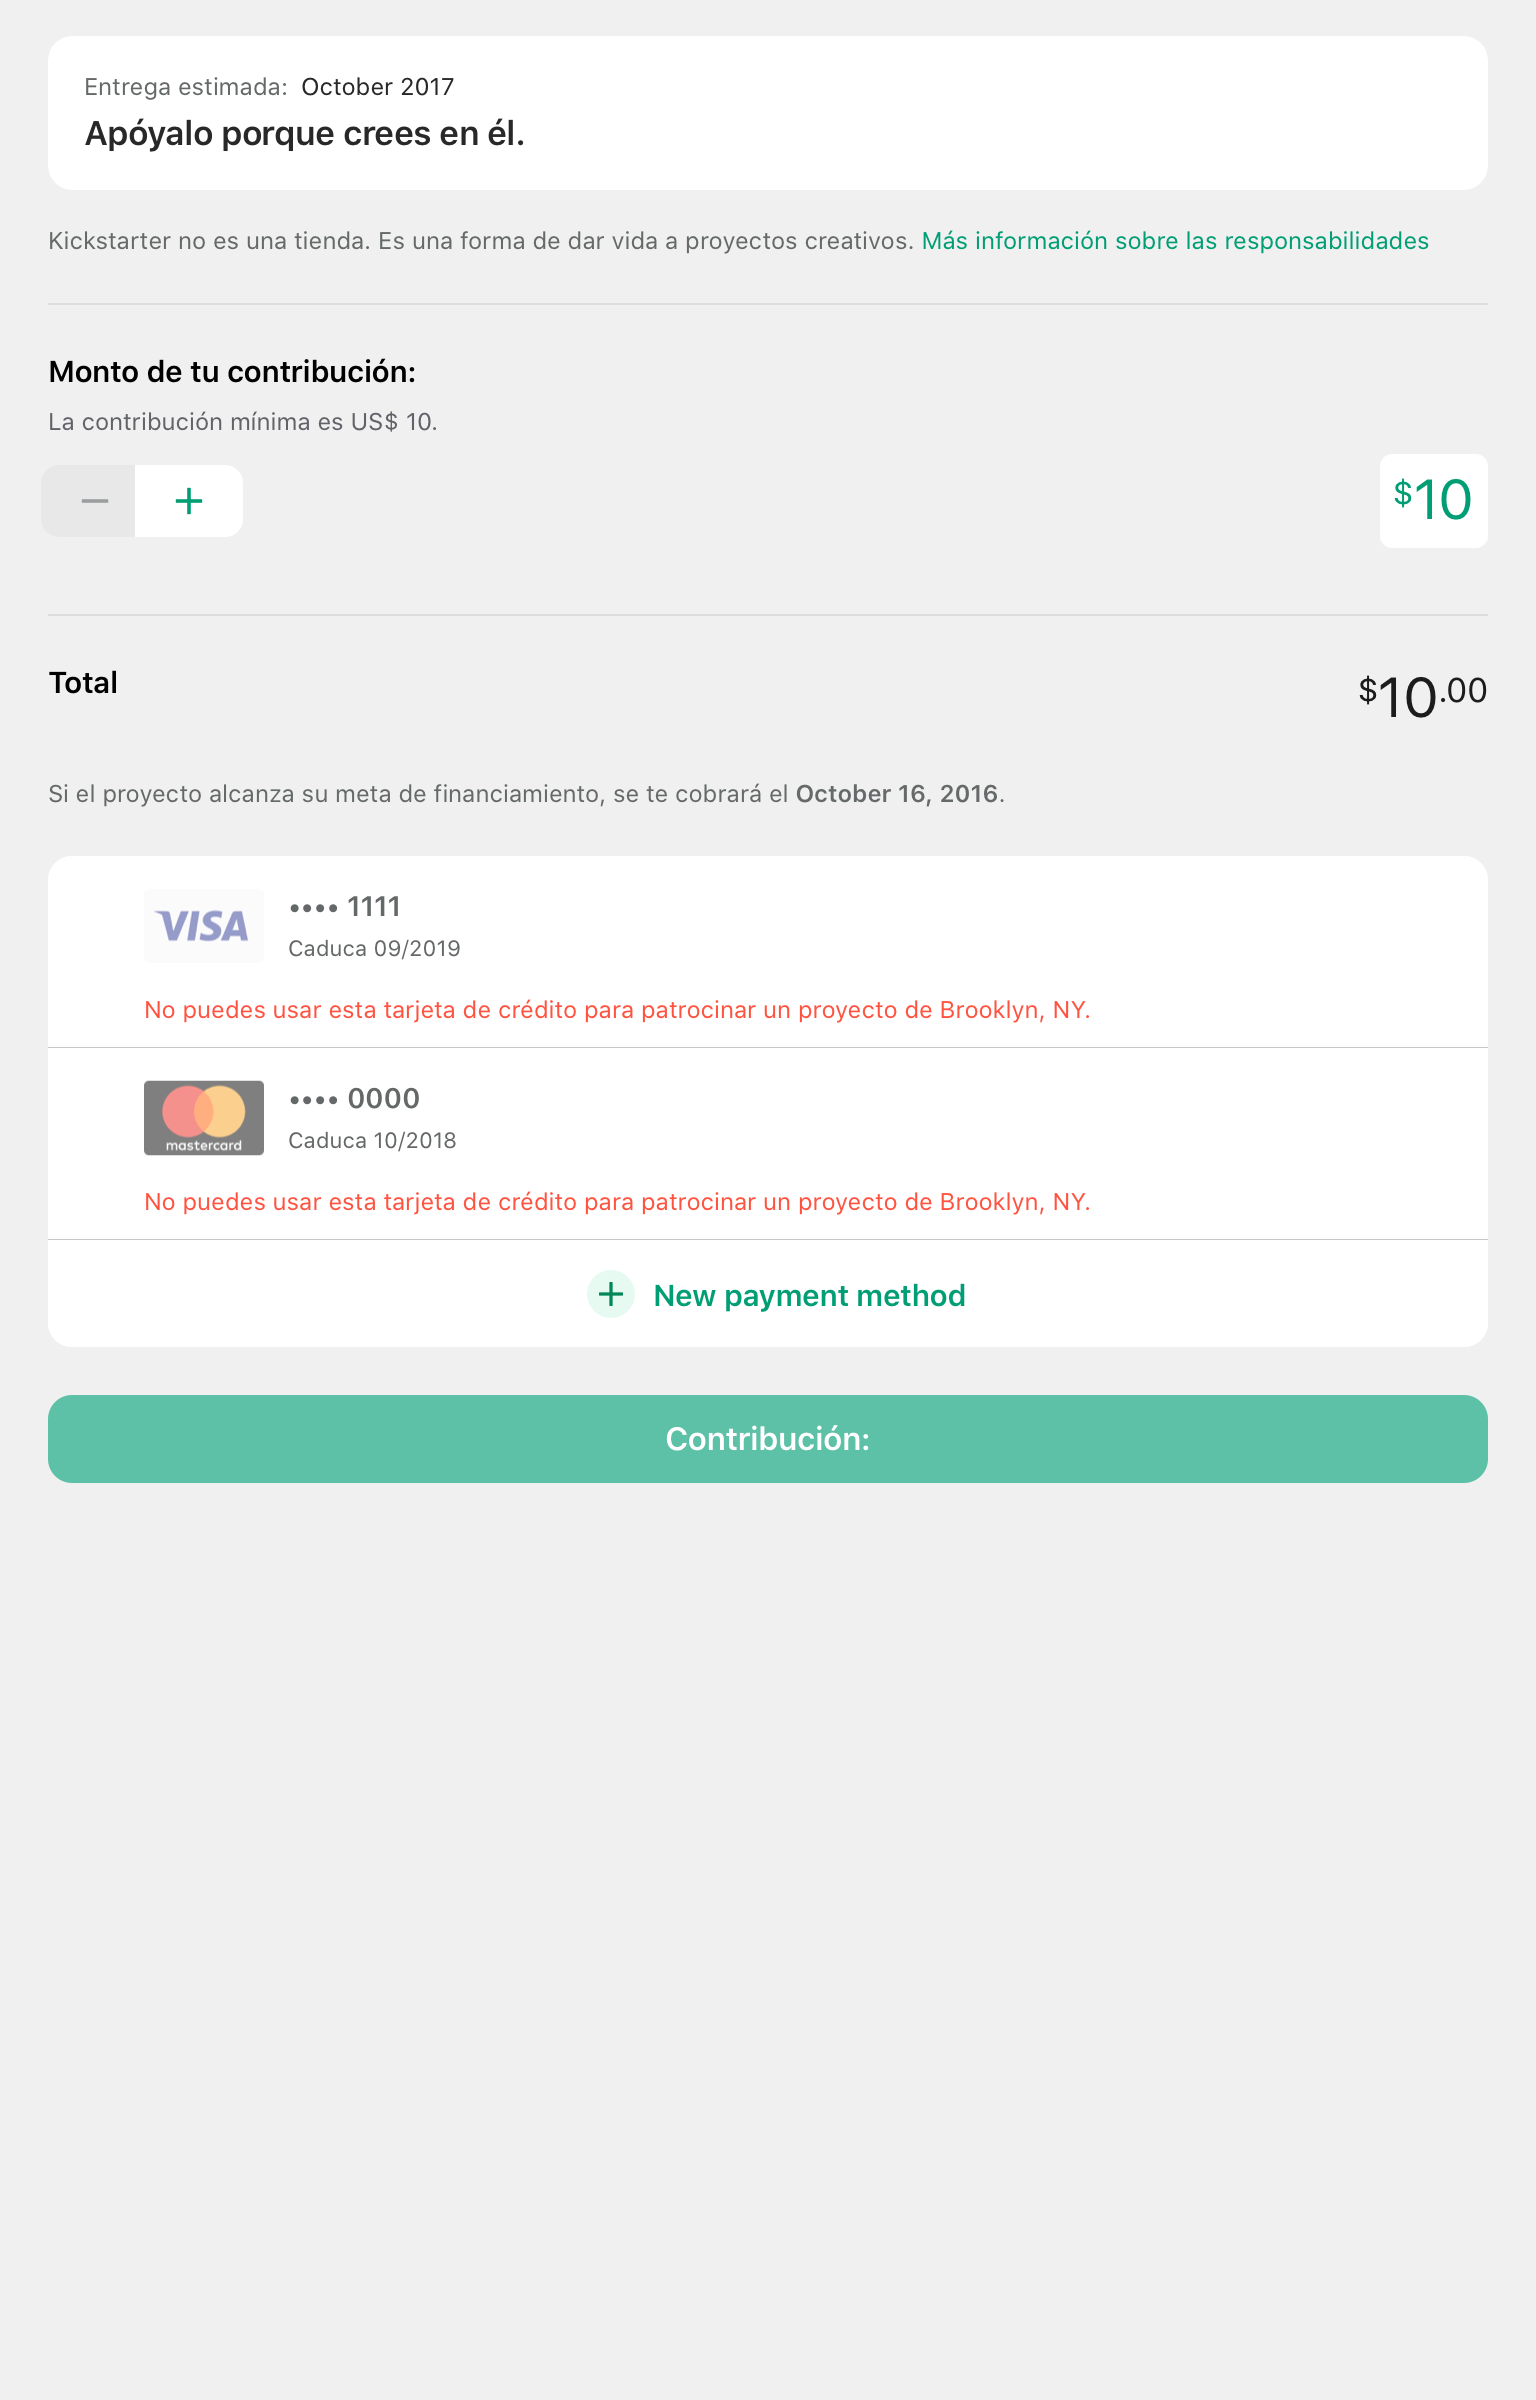 Entrega estimada: October 2017
Apóyalo porque crees en él.
Kickstarter no es una tienda. Es una forma de dar vida a proyectos creativos. Más información sobre las responsabilidades
Monto de tu contribución:
La contribución mínima es US$ 10.
$10
Total
$10.00
Si el proyecto alcanza su meta de financiamiento, se te cobrará el October 16, 2016.
VISA
•••• 1111
Caduca 09/2019
No puedes usar esta tarjeta de crédito para patrocinar un proyecto de Brooklyn, NY.
mastercard
•••• 0000
Caduca 10/2018
No puedes usar esta tarjeta de crédito para patrocinar un proyecto de Brooklyn, NY.
New payment method
Contribución: